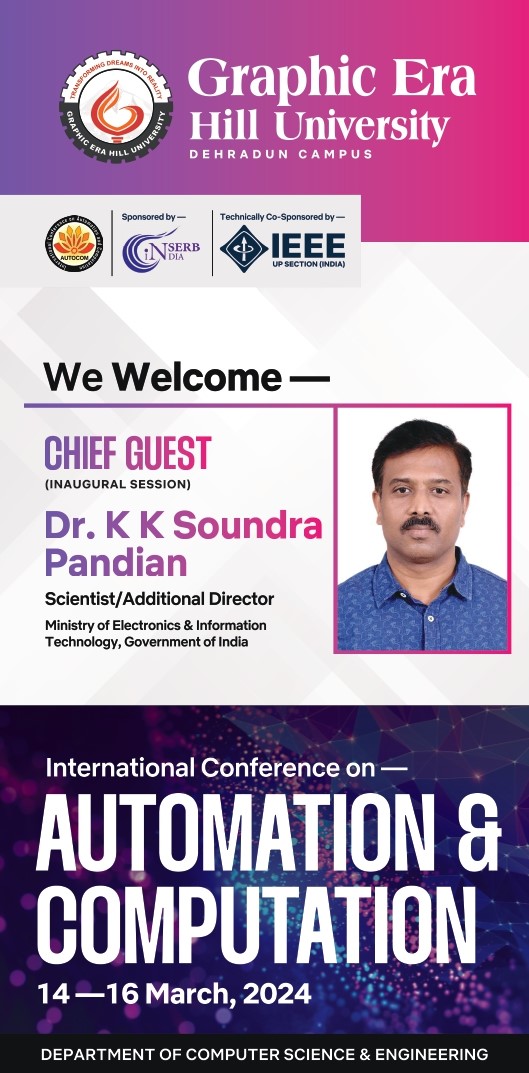 TRANSFORMING DREAMS INTO REALITY
GRAPHIC ERA HILL UNIVERSITY
Graphic Era
Hill University
DEHRADUN CAMPUS
AUTOCOM
Sponsored by —
iN SERB
DIA
Technically Co-Sponsored by —
IEEE
UP SECTION (INDIA)
We Welcome —
CHIEF GUEST
(INAUGURAL SESSION)
Dr. K K Soundra
Pandian
Scientist/Additional Director
Ministry of Electronics & Information
Technology, Government of India
International Conference on —
AUTOMATION &
COMPUTATION
14 —16 March, 2024
DEPARTMENT OF COMPUTER SCIENCE & ENGINEERING